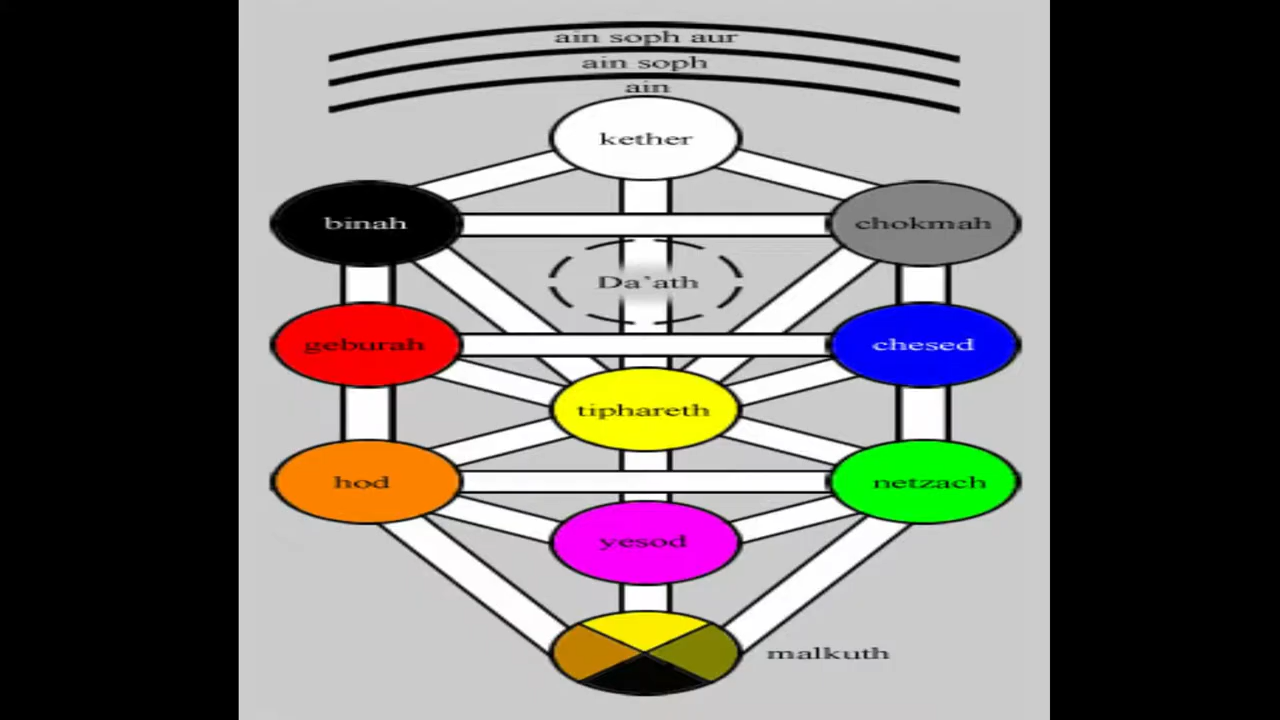 ain soph aur
ain soph
ain
kether
binah
chokmah
Da'ath
geburah
chesed
tiphareth
hod
netzach
yesod
malkuth